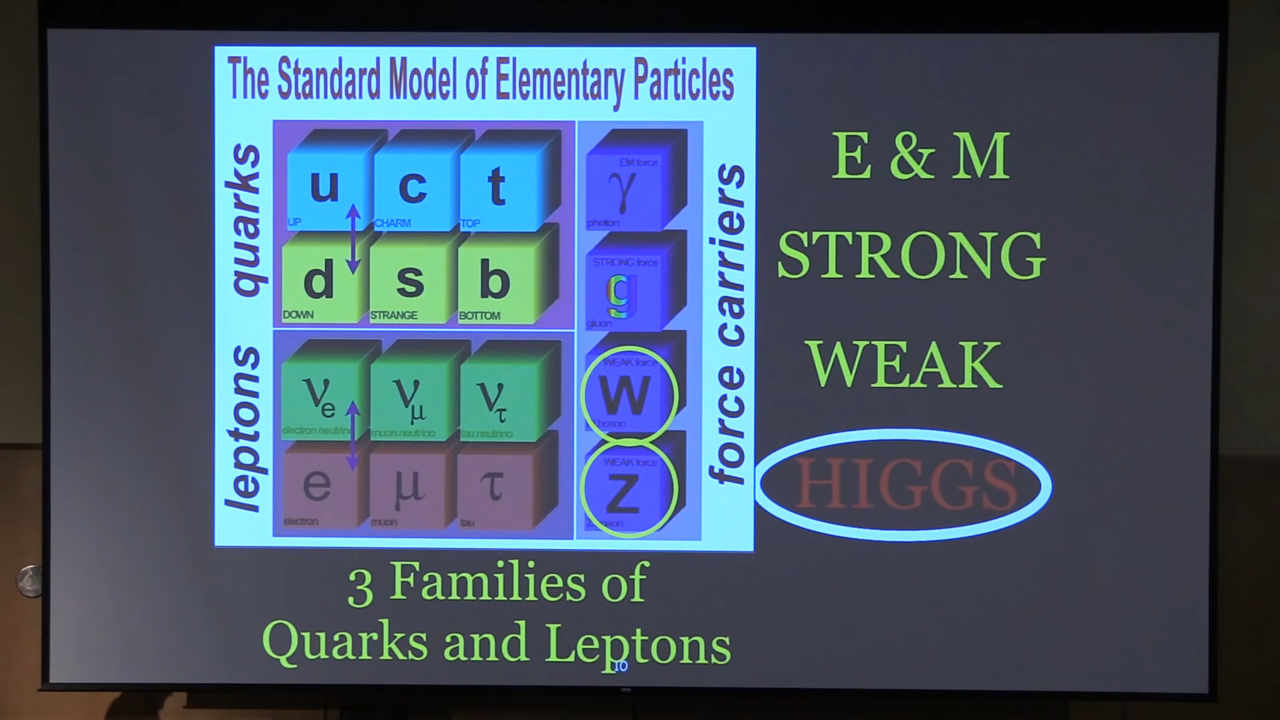 The Standard Model of Elementary Particles
quarks
u
UP
c
CHARM
t
TOP
d
DOWN
s
STRANGE
b
BOTTOM
leptons
νe
electron neutrino
νμ
muon neutrino
ντ
tau neutrino
e
electron
μ
muon
τ
tau
EM force
γ
photon
STRONG force
g
gluon
WEAK force
W
WEAK force
Z
force carriers
E & M
STRONG
WEAK
HIGGS
3 Families of
Quarks and Leptons
10